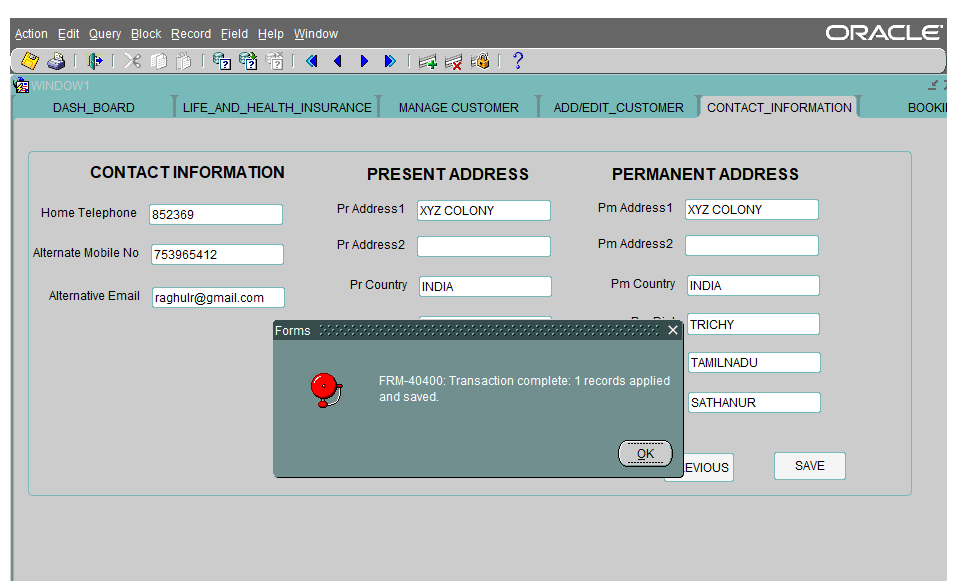 Action Edit Query Block Record Field Help Window
ORACLE
WINDOW1
DASH_BOARD LIFE_AND_HEALTH_INSURANCE MANAGE CUSTOMER ADD/EDIT_CUSTOMER CONTACT_INFORMATION BOOKI
CONTACT INFORMATION PRESENT ADDRESS PERMANENT ADDRESS
Home Telephone 852369 Pr Address1 XYZ COLONY Pm Address1 XYZ COLONY
Alternate Mobile No 753965412 Pr Address2 Pm Address2
Pr Country INDIA Pm Country INDIA
Alternative Email raghulr@gmail.com
TRICHY
Forms
TAMILNADU
FRM-40400: Transaction complete: 1 records applied
and saved.
SATHANUR
OK
EVIOUS SAVE